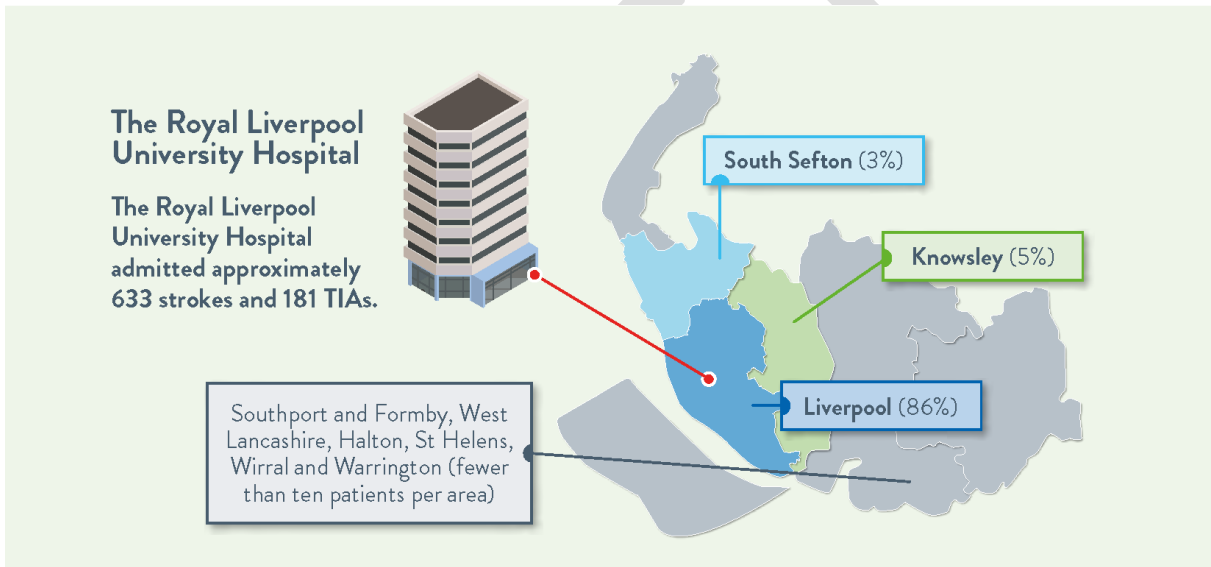 The Royal Liverpool
University Hospital
The Royal Liverpool
University Hospital
admitted approximately
633 strokes and 181 TIAs.
South Sefton (3%)
Knowsley (5%)
Liverpool (86%)
Southport and Formby, West
Lancashire, Halton, St Helens,
Wirral and Warrington (fewer
than ten patients per area)